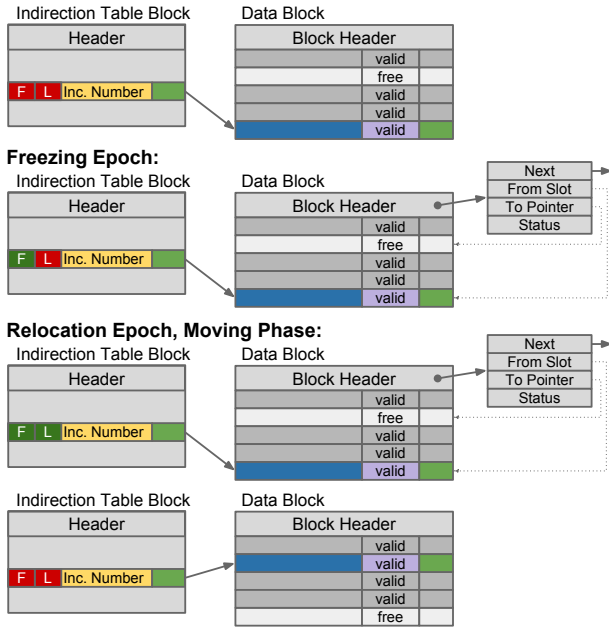 Indirection Table Block Data Block
Header Block Header
valid
free
valid
F L Inc. Number valid
valid
Freezing Epoch:
Indirection Table Block Data Block Next
From Slot
Header Block Header To Pointer
valid Status
free
F L Inc. Number valid
valid
valid
Relocation Epoch, Moving Phase:
Indirection Table Block Data Block Next
From Slot
Header Block Header To Pointer
valid Status
free
F L Inc. Number valid
valid
valid
Indirection Table Block Data Block
Header Block Header
valid
valid
F L Inc. Number valid
valid
free